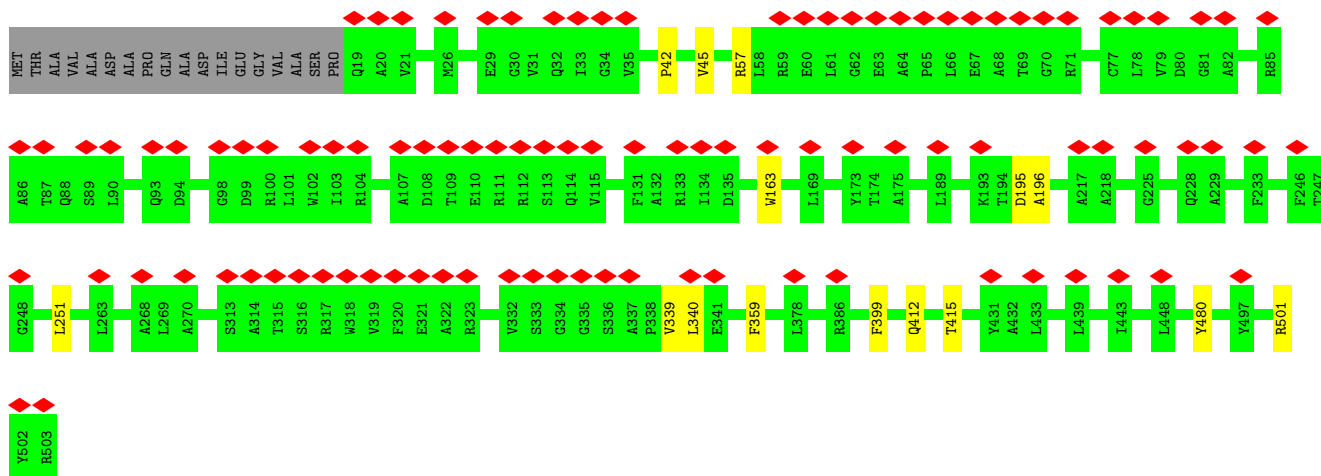 MET THR ALA VAL ALA ASP ALA PRO GLN ALA ASP ILE GLU GLY VAL ALA SER PRO Q19 A20 V21 M26 E29 G30 V31 Q32 I33 G34 V35 P42 V45 R57 L58 R59 E60 L61 G62 E63 A64 P65 L66 E67 A68 T69 G70 R71 C77 L78 V79 D80 G81 A82 R85
A86 T87 Q88 S89 L90 Q93 D94 G98 D99 R100 L101 W102 I103 R104 A107 D108 T109 E110 R111 R112 S113 Q114 V115 F131 A132 R133 I134 D135 W163 L169 Y173 T174 A175 L189 K193 T194 D195 A196 A217 A218 G225 Q228 A229 F233 F246 T247
G248 L251 L263 A268 L269 A270 S313 A314 T315 S316 R317 W318 V319 F320 E321 A322 R323 V332 S333 G334 G335 S336 A337 P338 V339 L340 E341 F359 L378 R386 F399 Q412 T415 Y431 A432 L433 L439 I443 L448 Y480 Y497 R501
Y502 R503